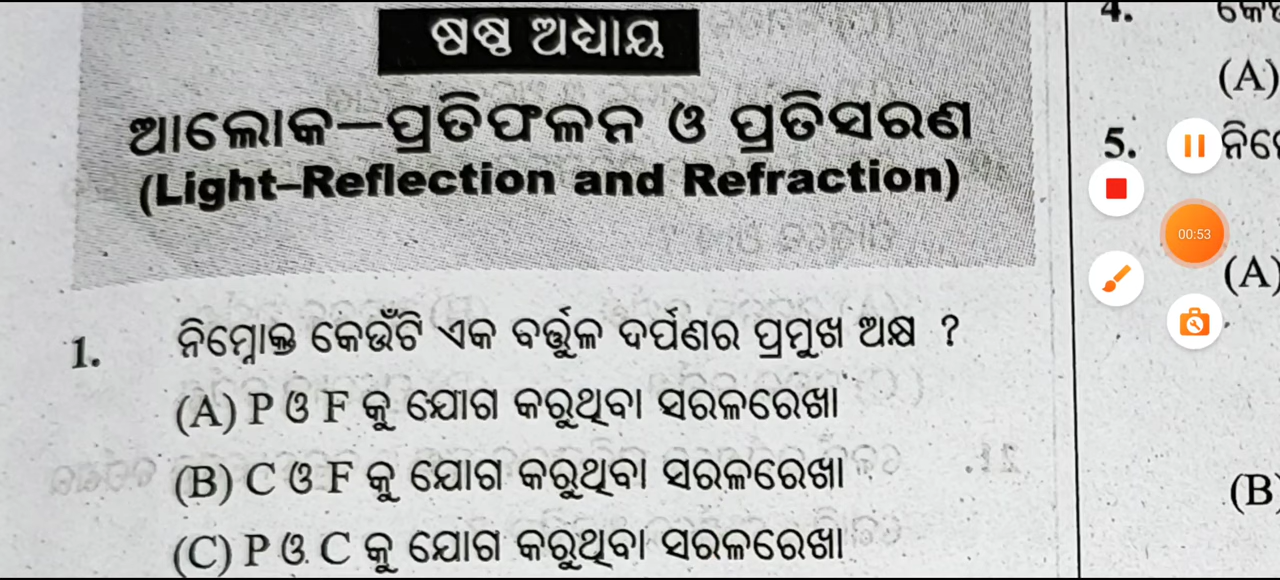 ଷଷ୍ଠ ଅଧ୍ୟାୟ
ଆଲୋକ–ପ୍ରତିଫଳନ ଓ ପ୍ରତିସରଣ
(Light–Reflection and Refraction)
1. ନିମ୍ନୋକ୍ତ କେଉଁଟି ଏକ ବର୍ତ୍ତୁଳ ଦର୍ପଣର ପ୍ରମୁଖ ଅକ୍ଷ ?
(A) P ଓ F କୁ ଯୋଗ କରୁଥିବା ସରଳରେଖା
(B) C ଓ F କୁ ଯୋଗ କରୁଥିବା ସରଳରେଖା
(C) P ଓ C କୁ ଯୋଗ କରୁଥିବା ସରଳରେଖା
4.
(A)
5.
00:53
(A)
(B)
21.